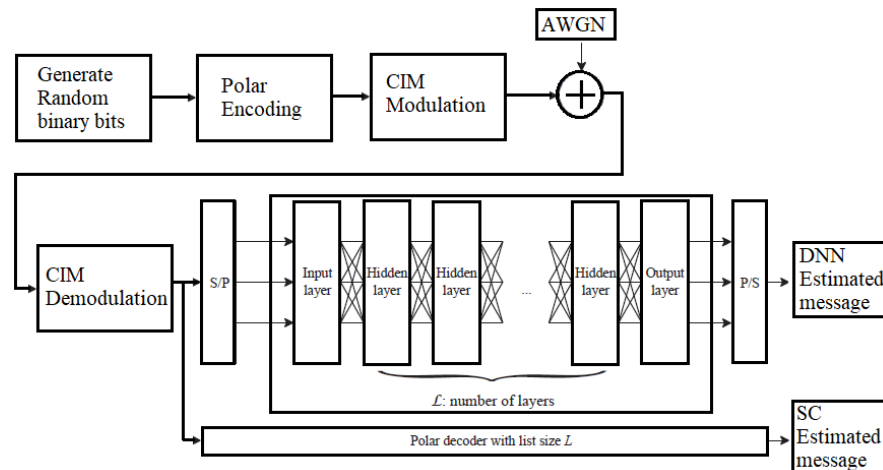 AWGN
Generate
Random
binary bits
Polar
Encoding
CIM
Modulation
CIM
Demodulation
S/P
Input
layer
Hidden
layer
Hidden
layer
...
Hidden
layer
Output
layer
P/S
DNN
Estimated
message
ℒ: number of layers
Polar decoder with list size L
SC
Estimated
message